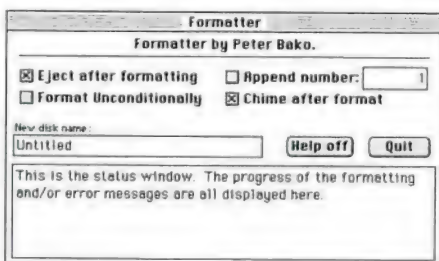 Formatter
Formatter by Peter Bako.
Eject after formatting
Append number: 1
Format Unconditionally
Chime after format
New disk name:
Untitled
Help off
Quit
This is the status window. The progress of the formatting
and/or error messages are all displayed here.